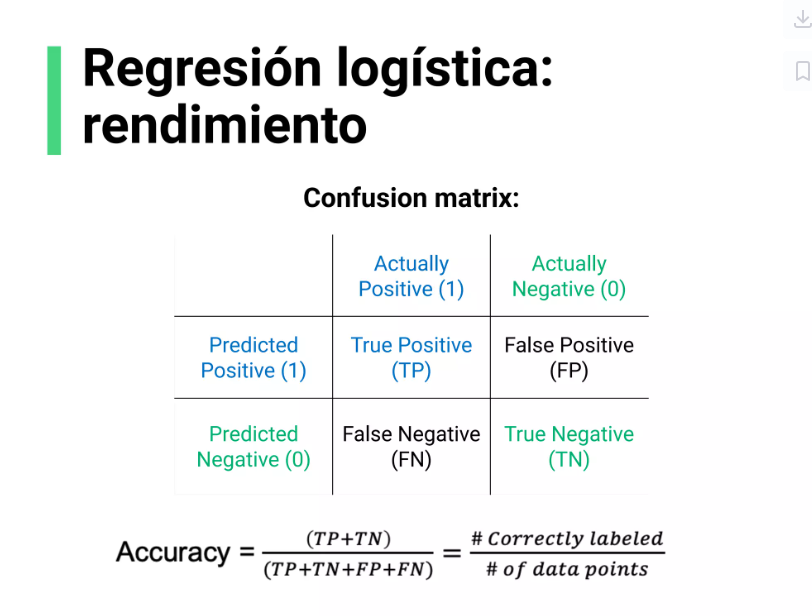 Regresión logística:
rendimiento
Confusion matrix:
Actually
Positive (1)
Actually
Negative (0)
Predicted
Positive (1)
True Positive
(TP)
False Positive
(FP)
Predicted
Negative (0)
False Negative
(FN)
True Negative
(TN)
Accuracy = (TP+TN) / (TP+TN+FP+FN) = # Correctly labeled / # of data points